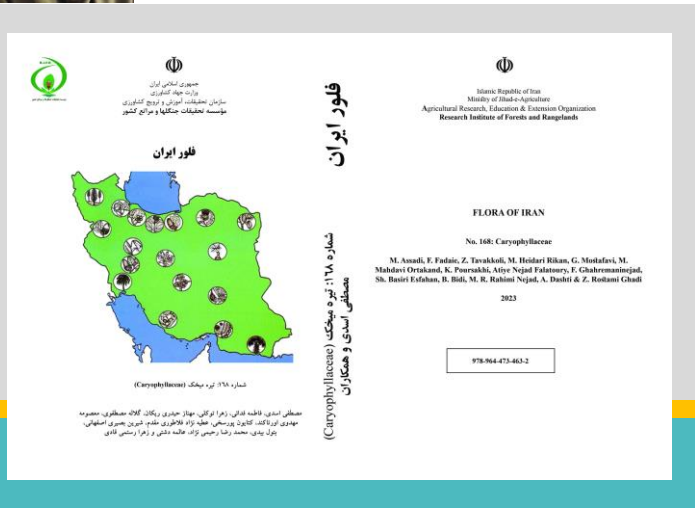 جمهوری اسلامی ایران
وزارت جهاد کشاورزی
سازمان تحقیقات، آموزش و ترویج کشاورزی
مؤسسه تحقیقات جنگلها و مراتع کشور
فلور ایران
شماره ۱۶۸: تیره میخک (Caryophyllaceae)
مصطفی اسدی، فاطمه فدائی، زهرا توکلی، مهناز حیدری ریکان، گلاله مصطفوی، معصومه
مهدوی اورتاکند، کتایون پورسخی، عطیه نژاد فلاطوری مقدم، شیرین بصیری اصفهانی،
بتول بیدی، محمد رضا رحیمی نژاد، عالمه دشتی و زهرا رستمی قادی
فلور ایران
شماره ۱۶۸: تیره میخک (Caryophyllaceae)
مصطفی اسدی و همکاران
Islamic Republic of Iran
Ministry of Jihad-e-Agriculture
Agricultural Research, Education & Extension Organization
Research Institute of Forests and Rangelands
FLORA OF IRAN
No. 168: Caryophyllaceae
M. Assadi, F. Fadaie, Z. Tavakkoli, M. Heidari Rikan, G. Mostafavi, M.
Mahdavi Ortakand, K. Poursakhi, Atiye Nejad Falatoury, F. Ghahremaninejad,
Sh. Basiri Esfahan, B. Bidi, M. R. Rahimi Nejad, A. Dashti & Z. Rostami Ghadi
2023
978-964-473-463-2